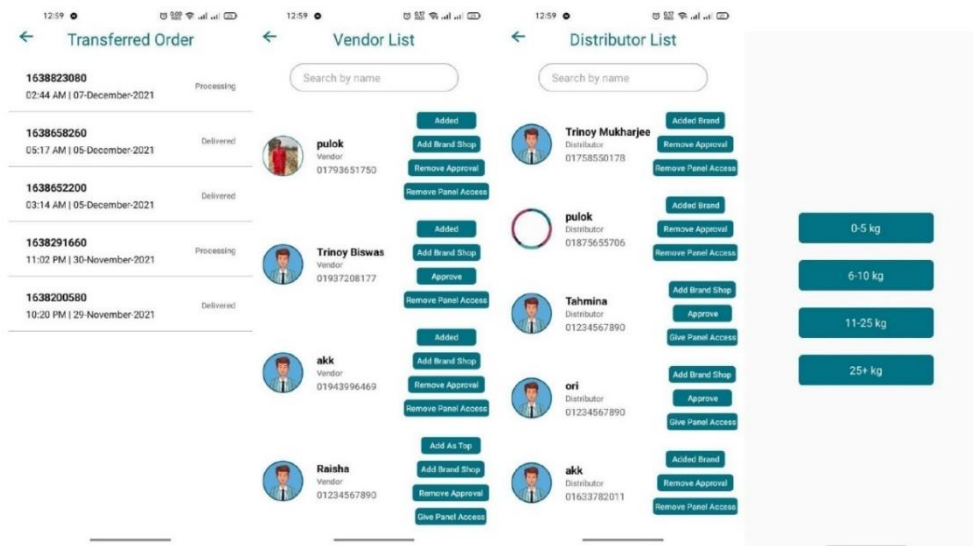 12:59
Transferred Order
1638823080
02:44 AM | 07-December-2021
Processing
1638658260
05:17 AM | 05-December-2021
Delivered
1638652200
03:14 AM | 05-December-2021
Delivered
1638291660
11:02 PM | 30-November-2021
Processing
1638200580
10:20 PM | 29-November-2021
Delivered
12:59
Vendor List
Search by name
pulok
Vendor
01793651750
Added
Add Brand Shop
Remove Approval
Remove Panel Access
Trinoy Biswas
Vendor
01937208177
Added
Add Brand Shop
Approve
Remove Panel Access
akk
Vendor
01943996469
Added
Add Brand Shop
Remove Approval
Remove Panel Access
Raisha
Vendor
01234567890
Add As Top
Add Brand Shop
Remove Approval
Give Panel Access
12:59
Distributor List
Search by name
Trinoy Mukharjee
Distributor
01758550178
Added Brand
Remove Approval
Remove Panel Access
pulok
Distributor
01875655706
Added Brand
Remove Approval
Remove Panel Access
Tahmina
Distributor
01234567890
Add Brand Shop
Approve
Give Panel Access
ori
Distributor
01234567890
Add Brand Shop
Approve
Give Panel Access
akk
Distributor
01633782011
Added Brand
Remove Approval
Remove Panel Access
0-5 kg
6-10 kg
11-25 kg
25+ kg